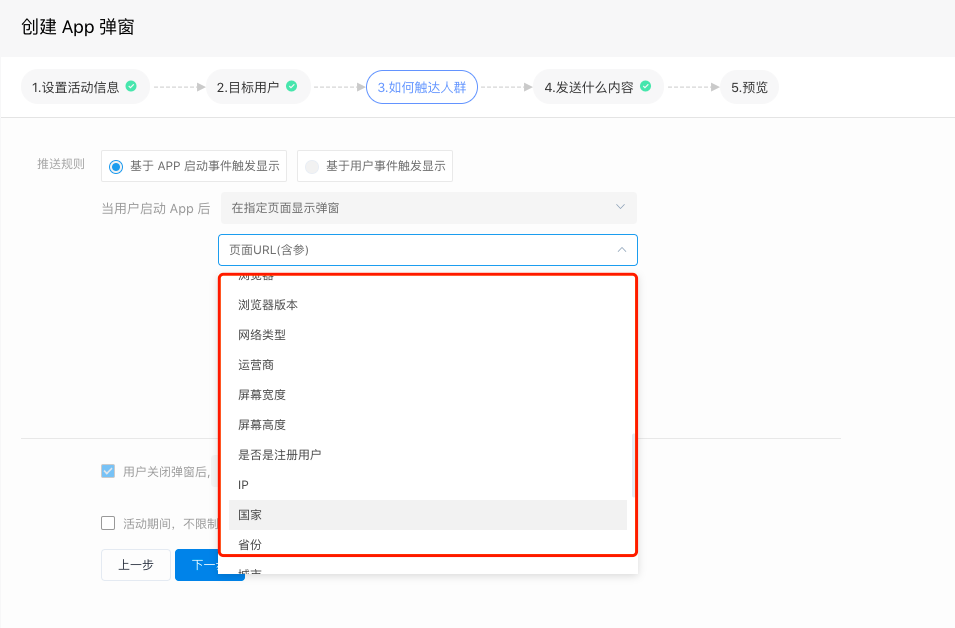 创建 App 弹窗
1.设置活动信息
2.目标用户
3.如何触达人群
4.发送什么内容
5.预览
推送规则
基于 APP 启动事件触发显示
基于用户事件触发显示
当用户启动 App 后
在指定页面显示弹窗
页面URL(含参)
浏览器
浏览器版本
网络类型
运营商
屏幕宽度
屏幕高度
是否是注册用户
用户关闭弹窗后,
IP
国家
活动期间，不限制
省份
上一步
下一
城市